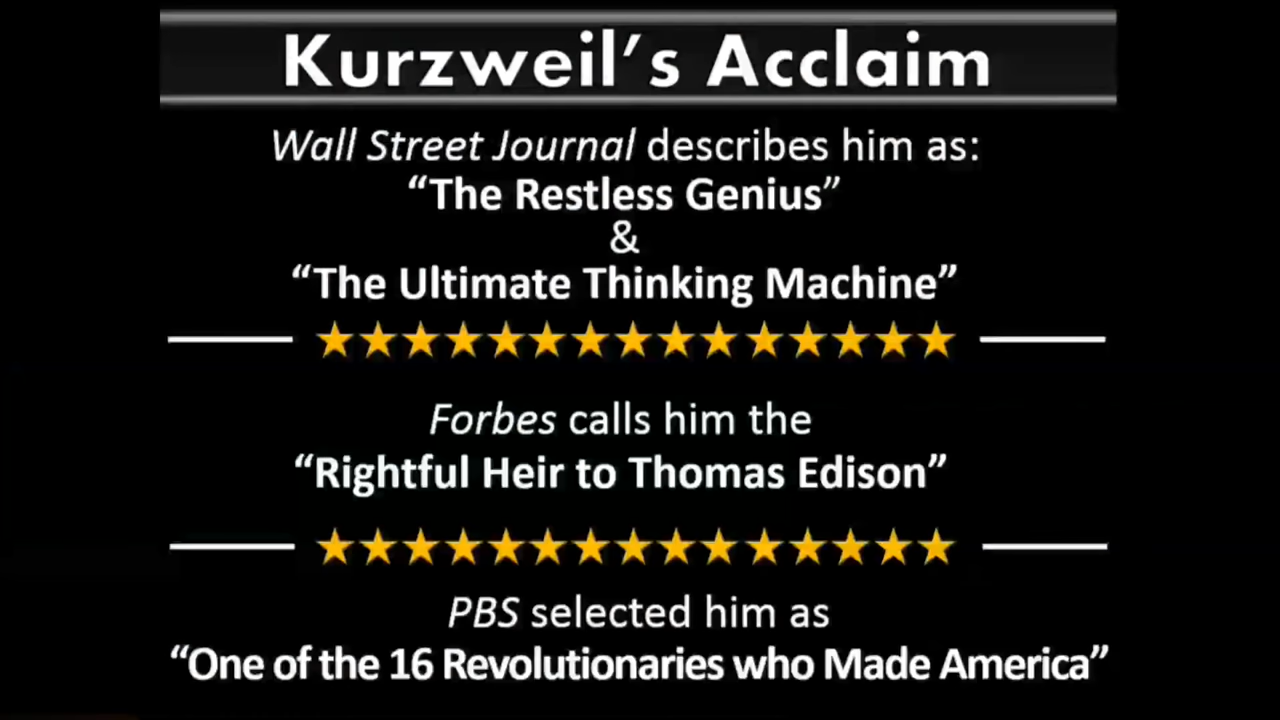 Kurzweil’s Acclaim
Wall Street Journal describes him as:
“The Restless Genius”
&
“The Ultimate Thinking Machine”
Forbes calls him the
“Rightful Heir to Thomas Edison”
PBS selected him as
“One of the 16 Revolutionaries who Made America”